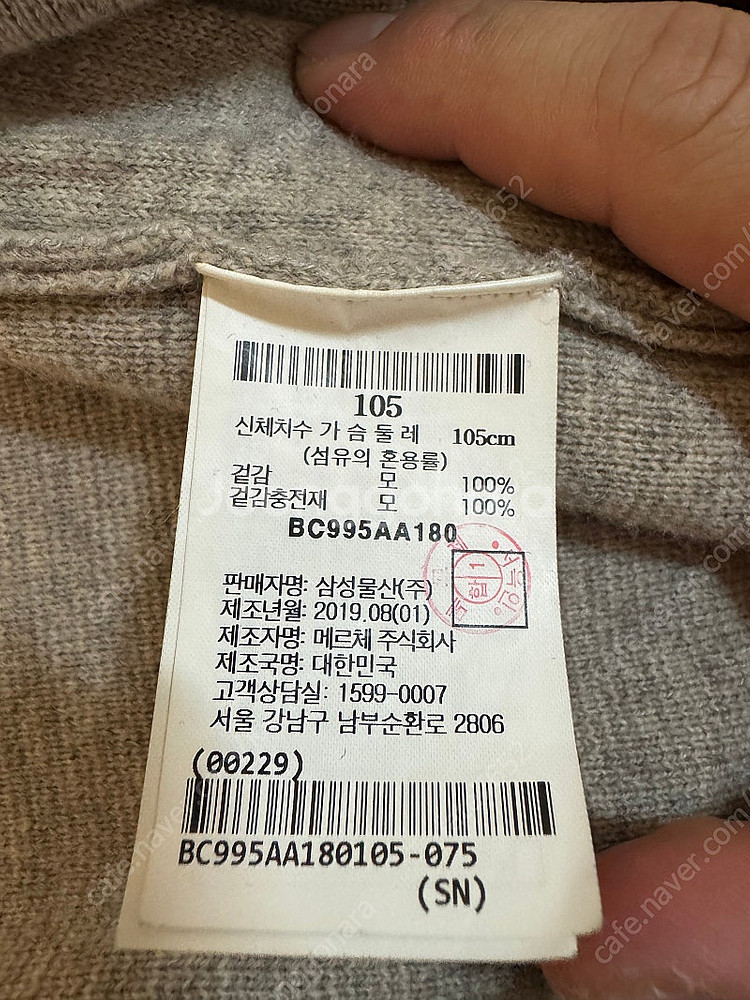 105
신체치수 가 슴 둘 레 105cm
(섬유의 혼용률)
겉감 모 100%
겉감충전재 모 100%
BC995AA180
판매자명: 삼성물산(주)
제조년월: 2019.08(01)
제조자명: 메르체 주식회사
제조국명: 대한민국
고객상담실: 1599-0007
서울 강남구 남부순환로 2806
(00229)
BC995AA180105-075
(SN)
cafe.naver.com